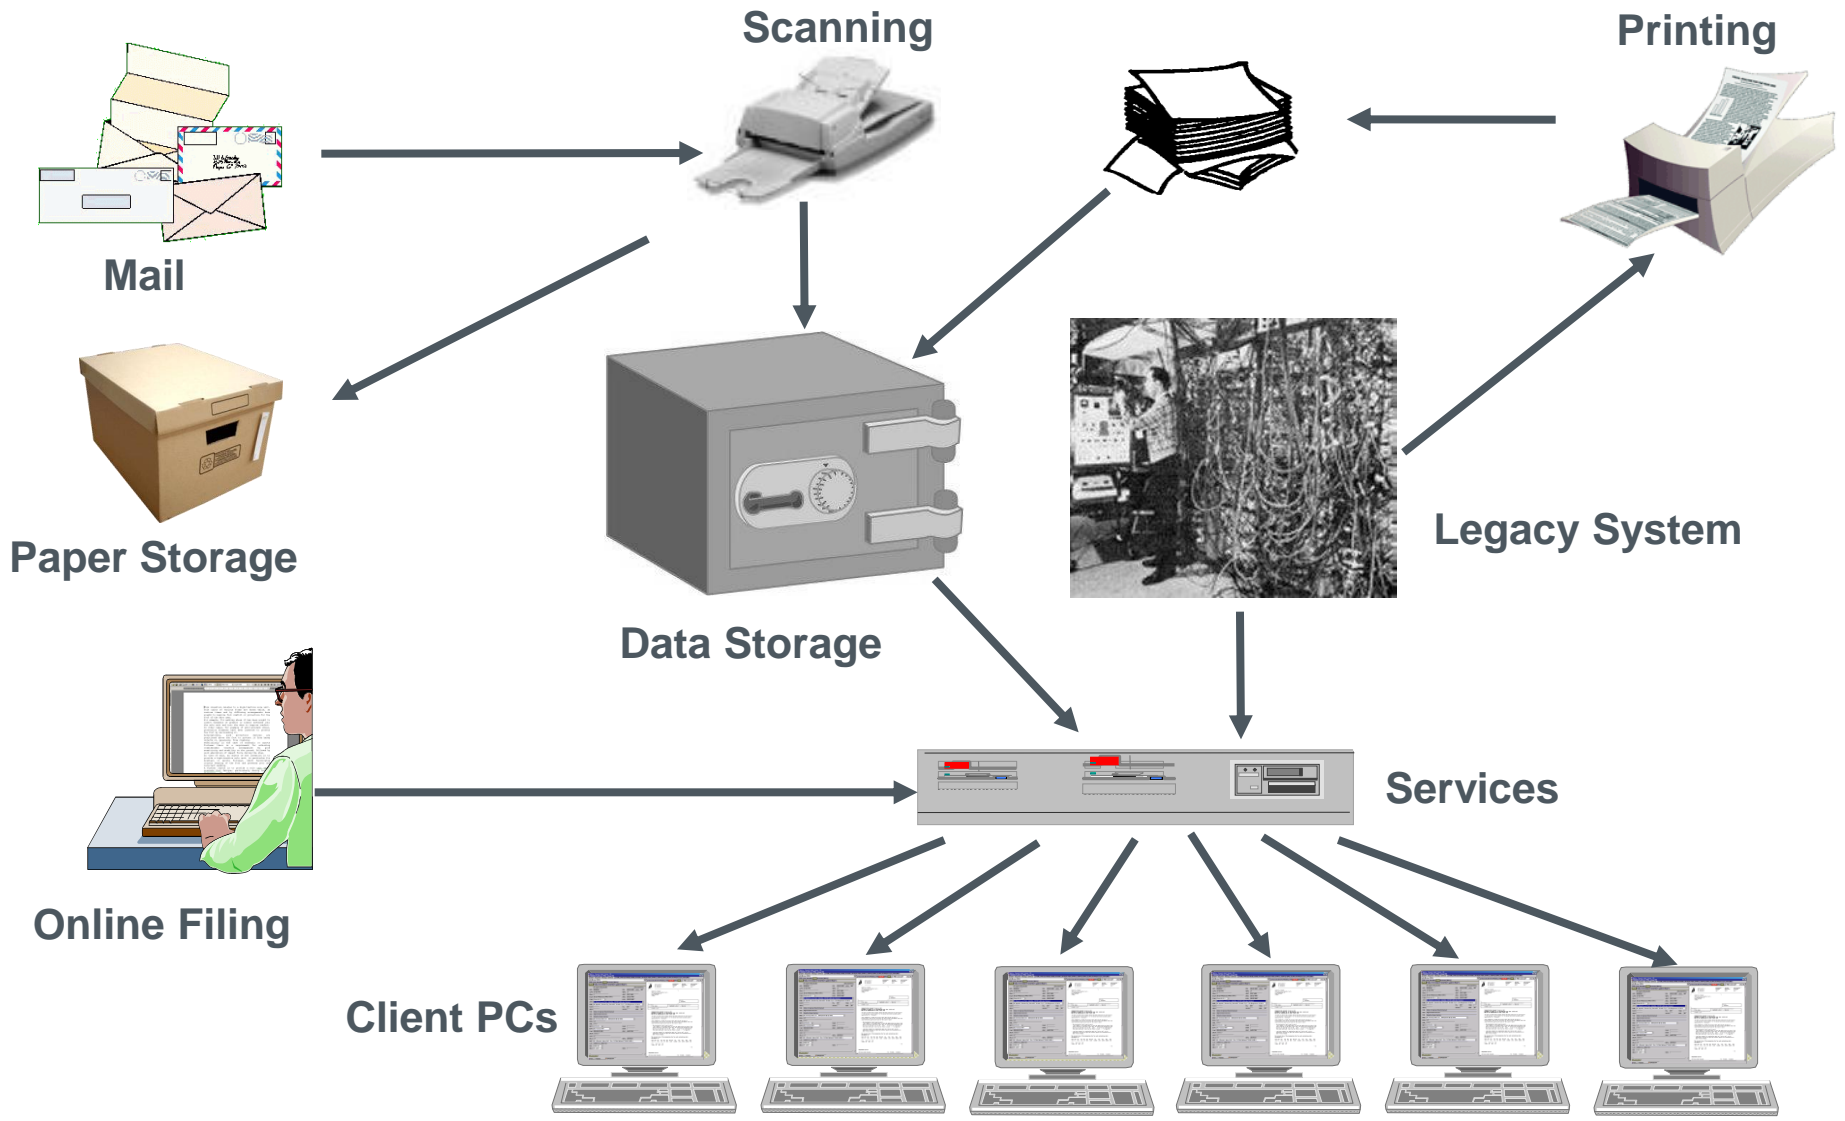 Scanning
Printing
Mail
Paper Storage
Legacy System
Data Storage
Services
Online Filing
Client PCs